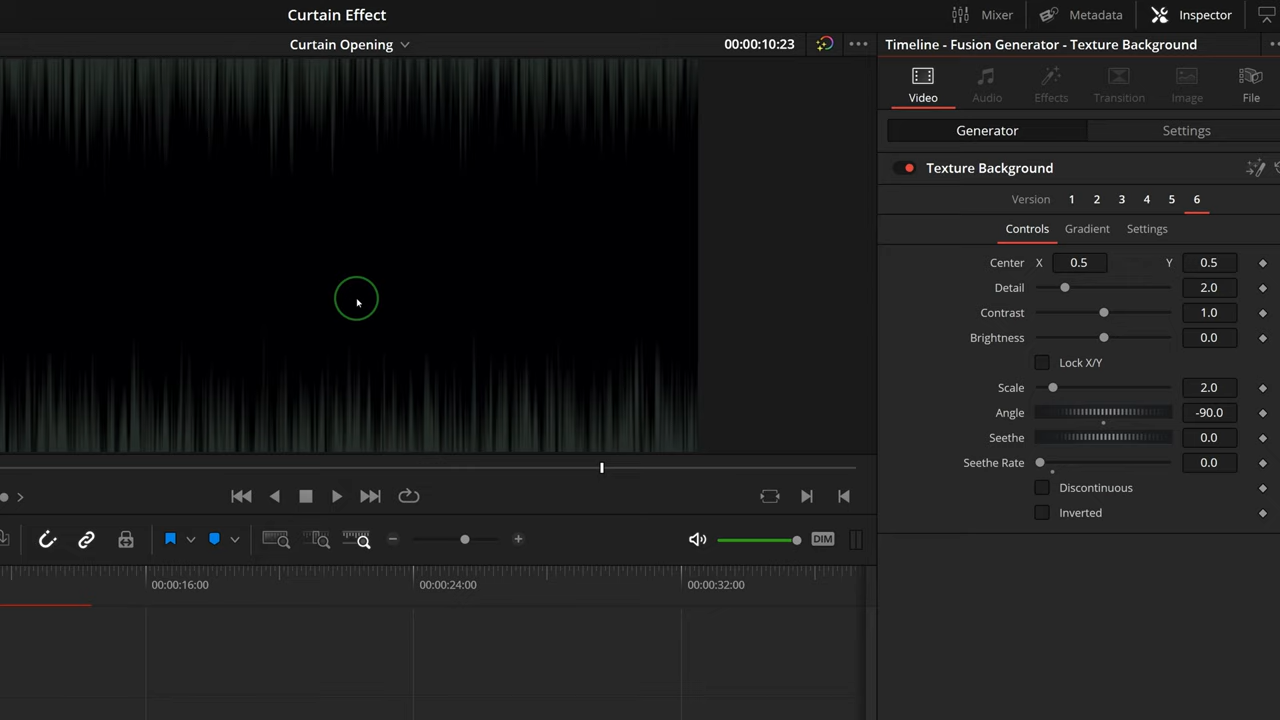 Curtain Effect
Mixer Metadata Inspector
Curtain Opening 00:00:10:23 Timeline - Fusion Generator - Texture Background
Video Audio Effects Transition Image File
Generator Settings
Texture Background
Version 1 2 3 4 5 6
Controls Gradient Settings
Center X 0.5 Y 0.5
Detail 2.0
Contrast 1.0
Brightness 0.0
Lock X/Y
Scale 2.0
Angle -90.0
Seethe 0.0
Seethe Rate 0.0
Discontinuous
Inverted
DIM
00:00:16:00 00:00:24:00 00:00:32:00